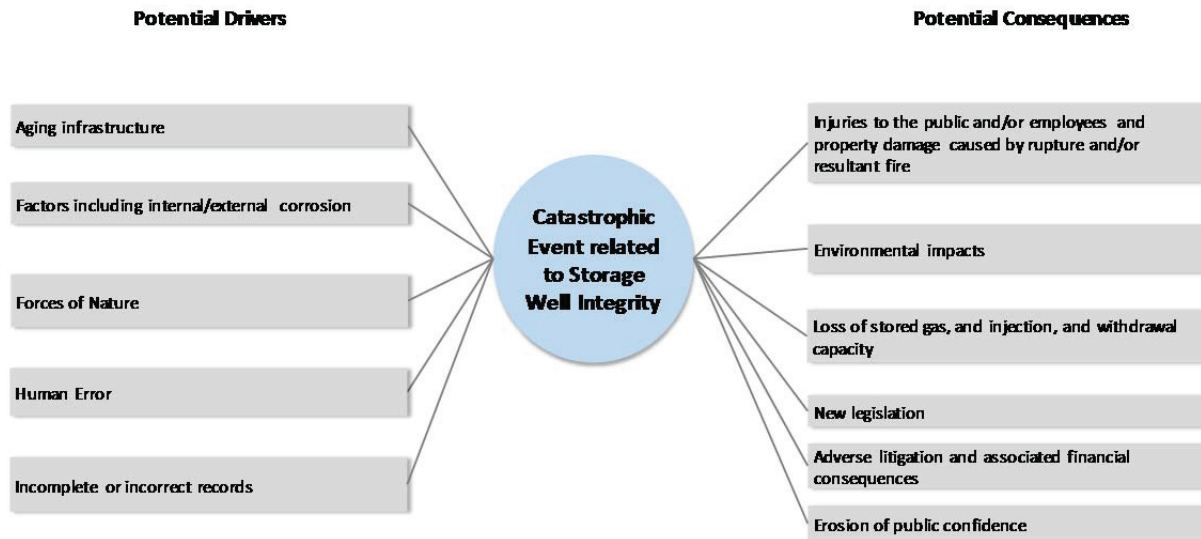 Potential Drivers
Potential Consequences
Aging infrastructure
Factors including internal/external corrosion
Forces of Nature
Human Error
Incomplete or incorrect records
Catastrophic
Event related
to Storage
Well Integrity
Injuries to the public and/or employees and
property damage caused by rupture and/or
resultant fire
Environmental impacts
Loss of stored gas, and injection, and withdrawal
capacity
New legislation
Adverse litigation and associated financial
consequences
Erosion of public confidence